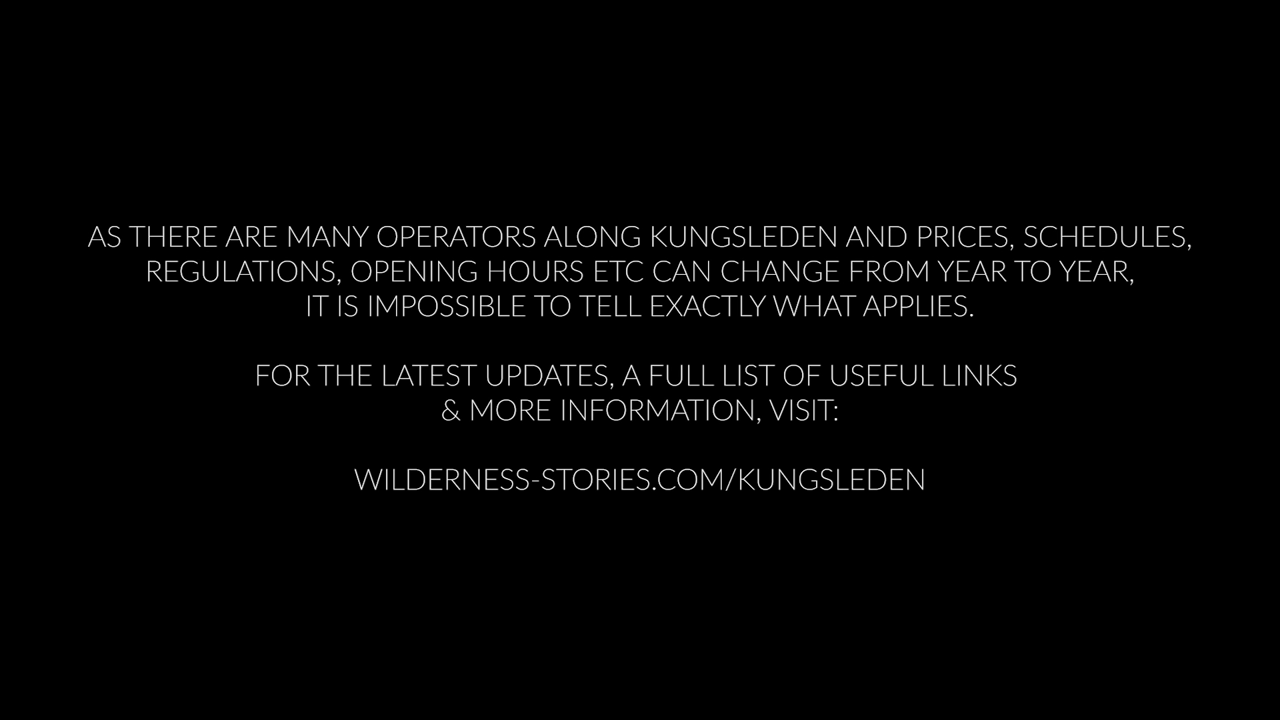 AS THERE ARE MANY OPERATORS ALONG KUNGSLEDEN AND PRICES, SCHEDULES,
REGULATIONS, OPENING HOURS ETC CAN CHANGE FROM YEAR TO YEAR,
IT IS IMPOSSIBLE TO TELL EXACTLY WHAT APPLIES.
FOR THE LATEST UPDATES, A FULL LIST OF USEFUL LINKS
& MORE INFORMATION, VISIT:
WILDERNESS-STORIES.COM/KUNGSLEDEN